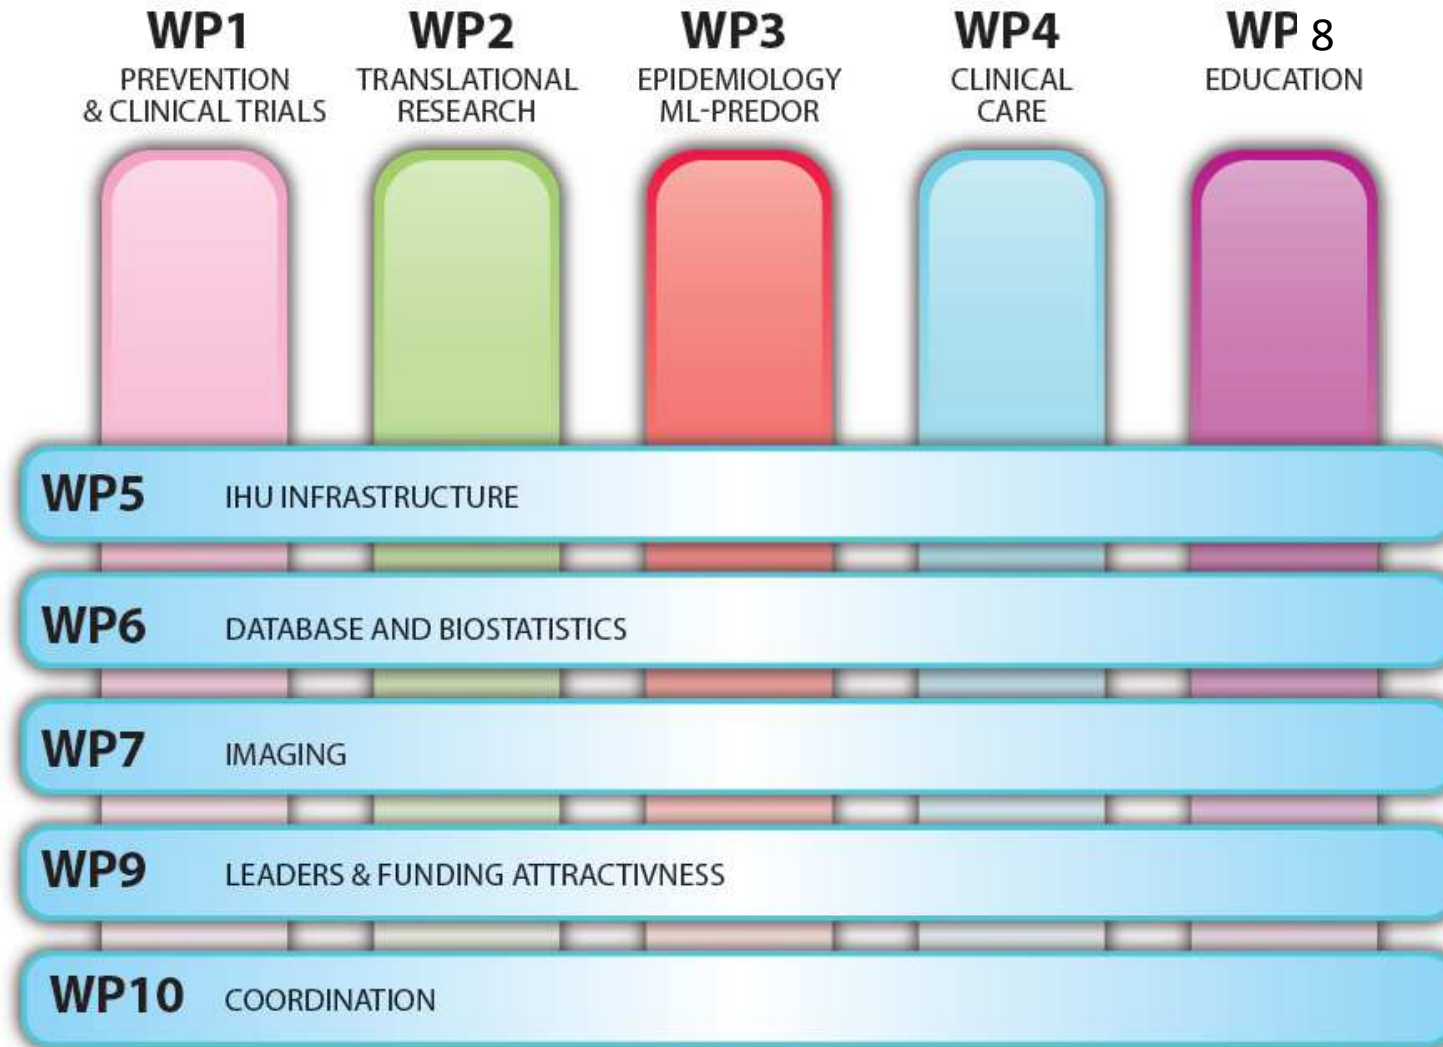 WP1
PREVENTION
& CLINICAL TRIALS
WP2
TRANSLATIONAL
RESEARCH
WP3
EPIDEMIOLOGY
ML-PREDOR
WP4
CLINICAL
CARE
WP 8
EDUCATION
WP5 IHU INFRASTRUCTURE
WP6 DATABASE AND BIOSTATISTICS
WP7 IMAGING
WP9 LEADERS & FUNDING ATTRACTIVNESS
WP10 COORDINATION